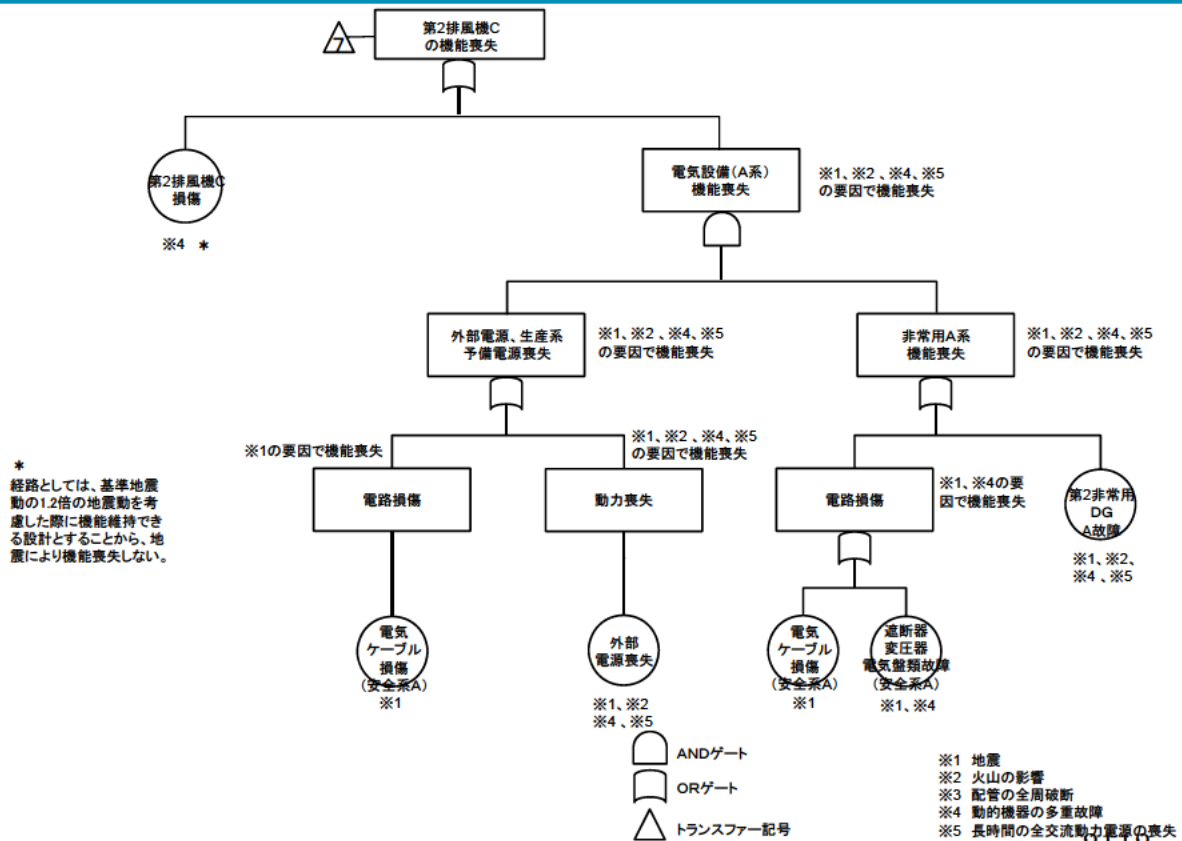 7
第2排風機C
の機能喪失
第2排風機C
損傷
※4 *
電気設備(A系)
機能喪失
※1、※2 、※4、※5
の要因で機能喪失
外部電源、生産系
予備電源喪失
※1、※2 、※4、※5
の要因で機能喪失
非常用A系
機能喪失
※1、※2 、※4、※5
の要因で機能喪失
※1の要因で機能喪失
電路損傷
※1、※2 、※4、※5
の要因で機能喪失
動力喪失
電路損傷
※1、※4の要
因で機能喪失
第2非常用
DG
A故障
※1、※2、
※4 、※5
*
経路としては、基準地震
動の1.2倍の地震動を考
慮した際に機能維持でき
る設計とすることから、地
震により機能喪失しない。
電気
ケーブル
損傷
(安全系A)
※1
外部
電源喪失
※1、※2
※4 、※5
電気
ケーブル
損傷
(安全系A)
※1
遮断器
変圧器
電気盤類故障
(安全系A)
※1、※4
ANDゲート
ORゲート
トランスファー記号
※1 地震
※2 火山の影響
※3 配管の全周破断
※4 動的機器の多重故障
※5 長時間の全交流動力電源の喪失